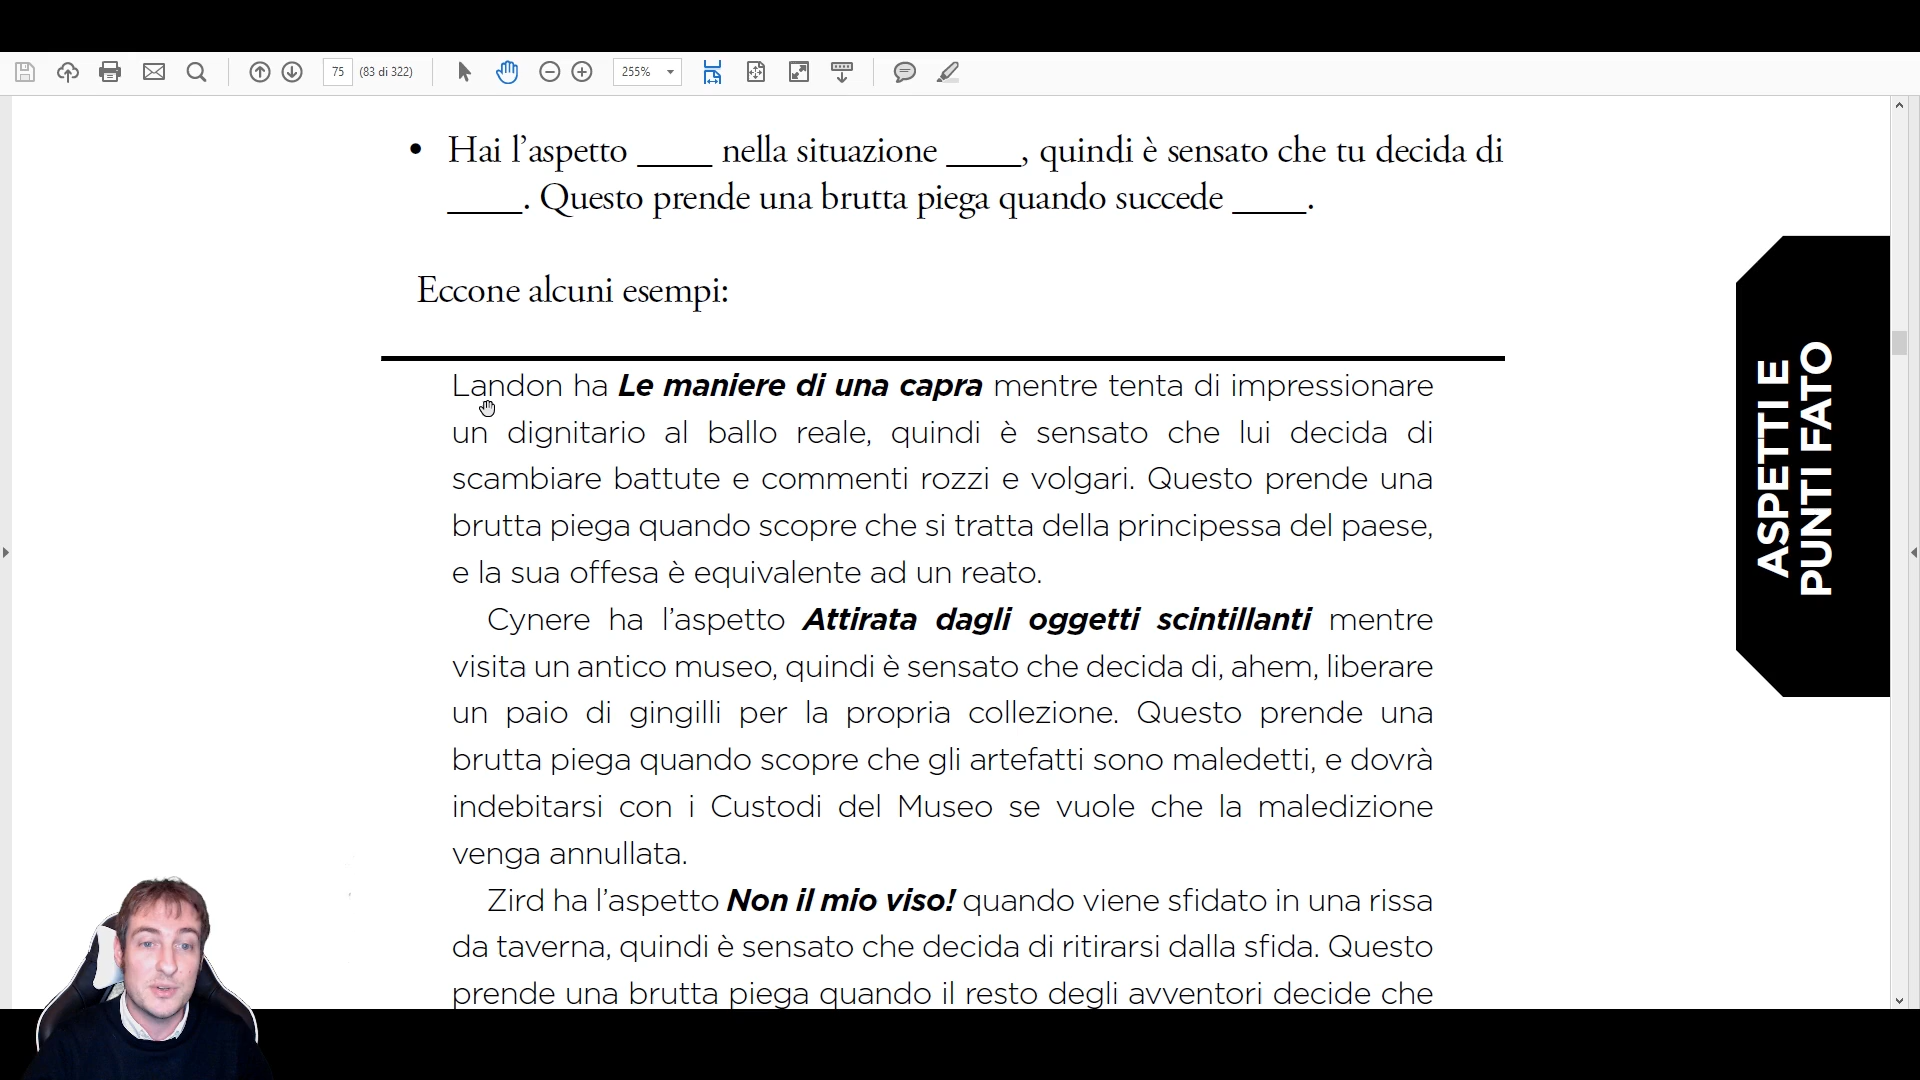 75 (83 di 322) 255%
• Hai l’aspetto ____ nella situazione ____, quindi è sensato che tu decida di
____. Questo prende una brutta piega quando succede ____.
Eccone alcuni esempi:
Landon ha Le maniere di una capra mentre tenta di impressionare
un dignitario al ballo reale, quindi è sensato che lui decida di
scambiare battute e commenti rozzi e volgari. Questo prende una
brutta piega quando scopre che si tratta della principessa del paese,
e la sua offesa è equivalente ad un reato.
Cynere ha l’aspetto Attirata dagli oggetti scintillanti mentre
visita un antico museo, quindi è sensato che decida di, ahem, liberare
un paio di gingilli per la propria collezione. Questo prende una
brutta piega quando scopre che gli artefatti sono maledetti, e dovrà
indebitarsi con i Custodi del Museo se vuole che la maledizione
venga annullata.
Zird ha l’aspetto Non il mio viso! quando viene sfidato in una rissa
da taverna, quindi è sensato che decida di ritirarsi dalla sfida. Questo
prende una brutta piega quando il resto degli avventori decide che
ASPETTI E
PUNTI FATO